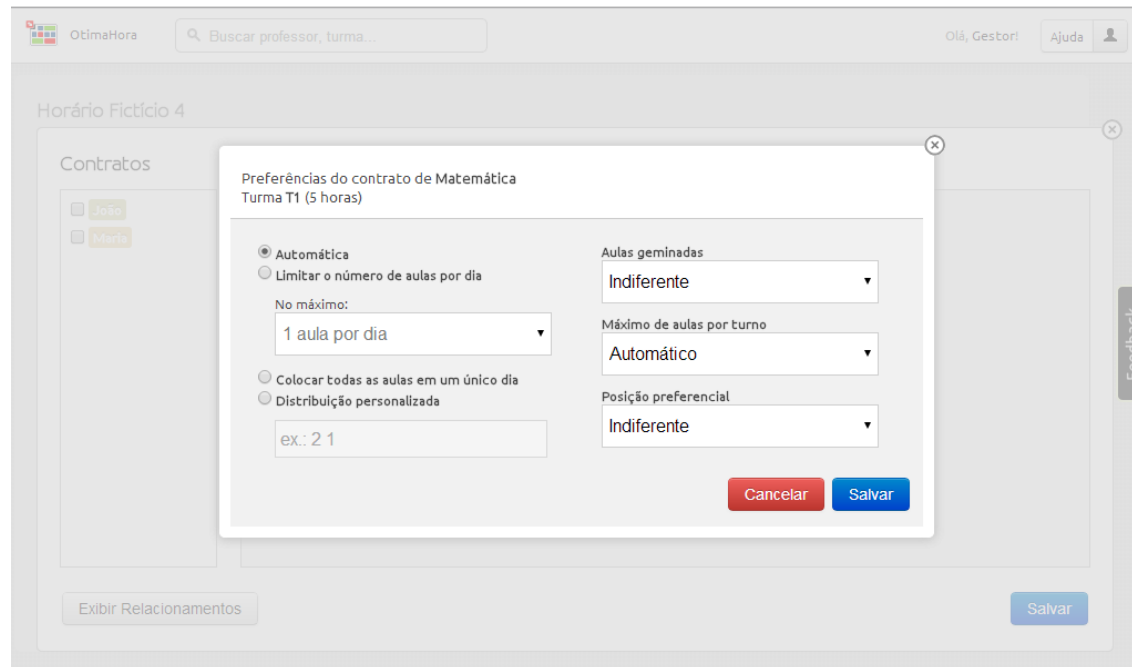 OtimaHora
Buscar professor, turma...
Olá, Gestor!
Ajuda
Horário Fictício 4
Contratos
João
Maria
Preferências do contrato de Matemática
Turma T1 (5 horas)
Automática
Limitar o número de aulas por dia
No máximo:
1 aula por dia
Colocar todas as aulas em um único dia
Distribuição personalizada
ex.: 2 1
Aulas geminadas
Indiferente
Máximo de aulas por turno
Automático
Posição preferencial
Indiferente
Cancelar
Salvar
Feedback
Exibir Relacionamentos
Salvar